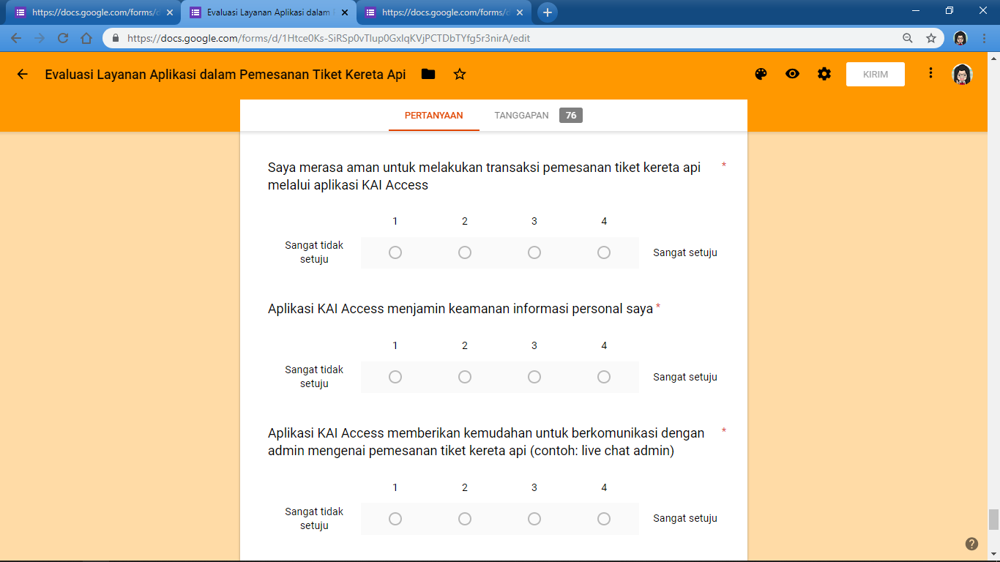 https://docs.google.com/forms/d
Evaluasi Layanan Aplikasi dalam
https://docs.google.com/forms/d
https://docs.google.com/forms/d/1Htce0Ks-SiRSp0vTlup0GxIqKVjPCTDbTYfg5r3nirA/edit
Evaluasi Layanan Aplikasi dalam Pemesanan Tiket Kereta Api
KIRIM
PERTANYAAN TANGGAPAN 76
Saya merasa aman untuk melakukan transaksi pemesanan tiket kereta api *
melalui aplikasi KAI Access
1 2 3 4
Sangat tidak
setuju
Sangat setuju
Aplikasi KAI Access menjamin keamanan informasi personal saya *
1 2 3 4
Sangat tidak
setuju
Sangat setuju
Aplikasi KAI Access memberikan kemudahan untuk berkomunikasi dengan *
admin mengenai pemesanan tiket kereta api (contoh: live chat admin)
1 2 3 4
Sangat tidak
setuju
Sangat setuju